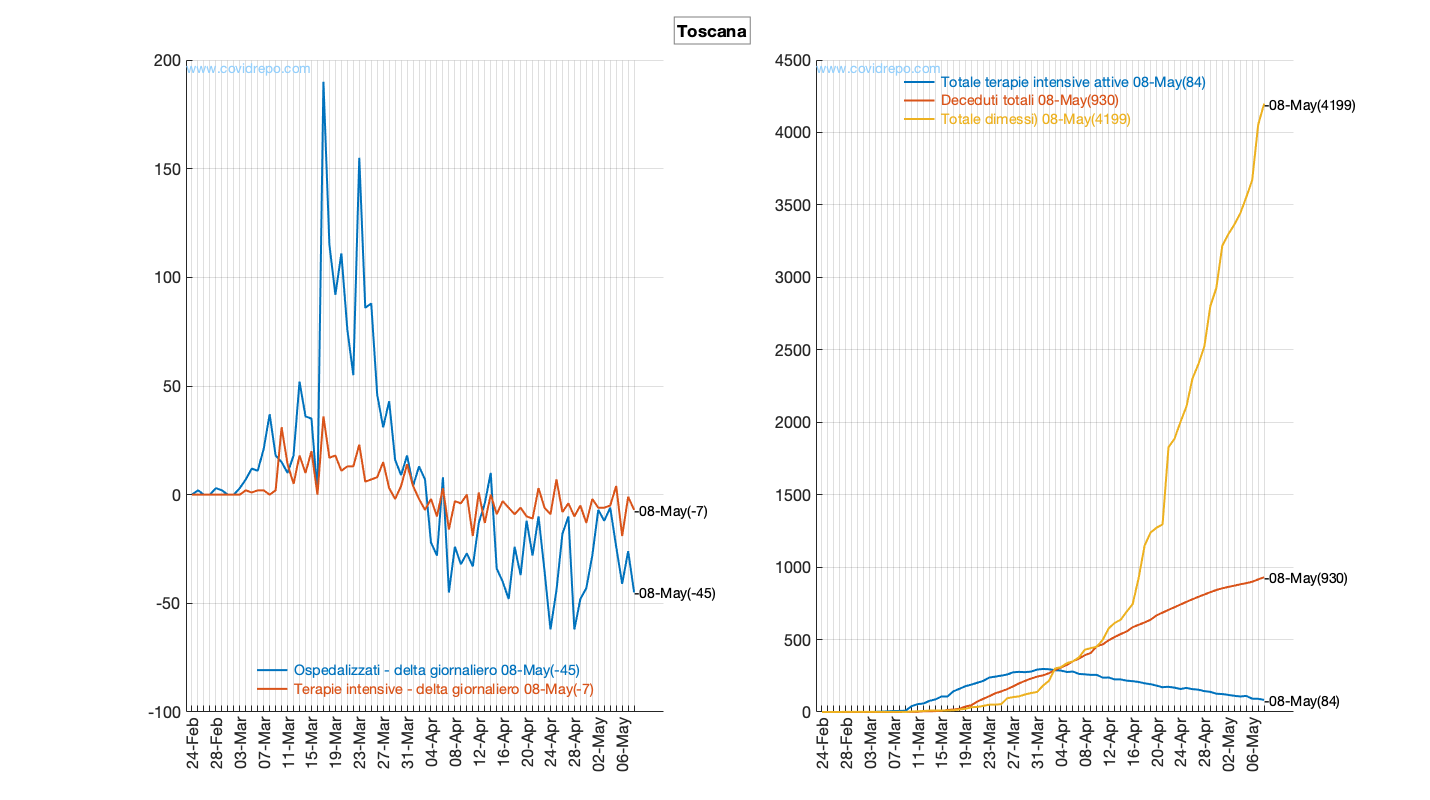 Toscana
www.covidrepo.com
200
150
100
50
0
-50
-100
-08-May(-7)
-08-May(-45)
Ospedalizzati - delta giornaliero 08-May(-45)
Terapie intensive - delta giornaliero 08-May(-7)
24-Feb
28-Feb
03-Mar
07-Mar
11-Mar
15-Mar
19-Mar
23-Mar
27-Mar
31-Mar
04-Apr
08-Apr
12-Apr
16-Apr
20-Apr
24-Apr
28-Apr
02-May
06-May
www.covidrepo.com
Totale terapie intensive attive 08-May(84)
Deceduti totali 08-May(930)
Totale dimessi) 08-May(4199)
4500
4000
3500
3000
2500
2000
1500
1000
500
0
-08-May(4199)
-08-May(930)
-08-May(84)
24-Feb
28-Feb
03-Mar
07-Mar
11-Mar
15-Mar
19-Mar
23-Mar
27-Mar
31-Mar
04-Apr
08-Apr
12-Apr
16-Apr
20-Apr
24-Apr
28-Apr
02-May
06-May